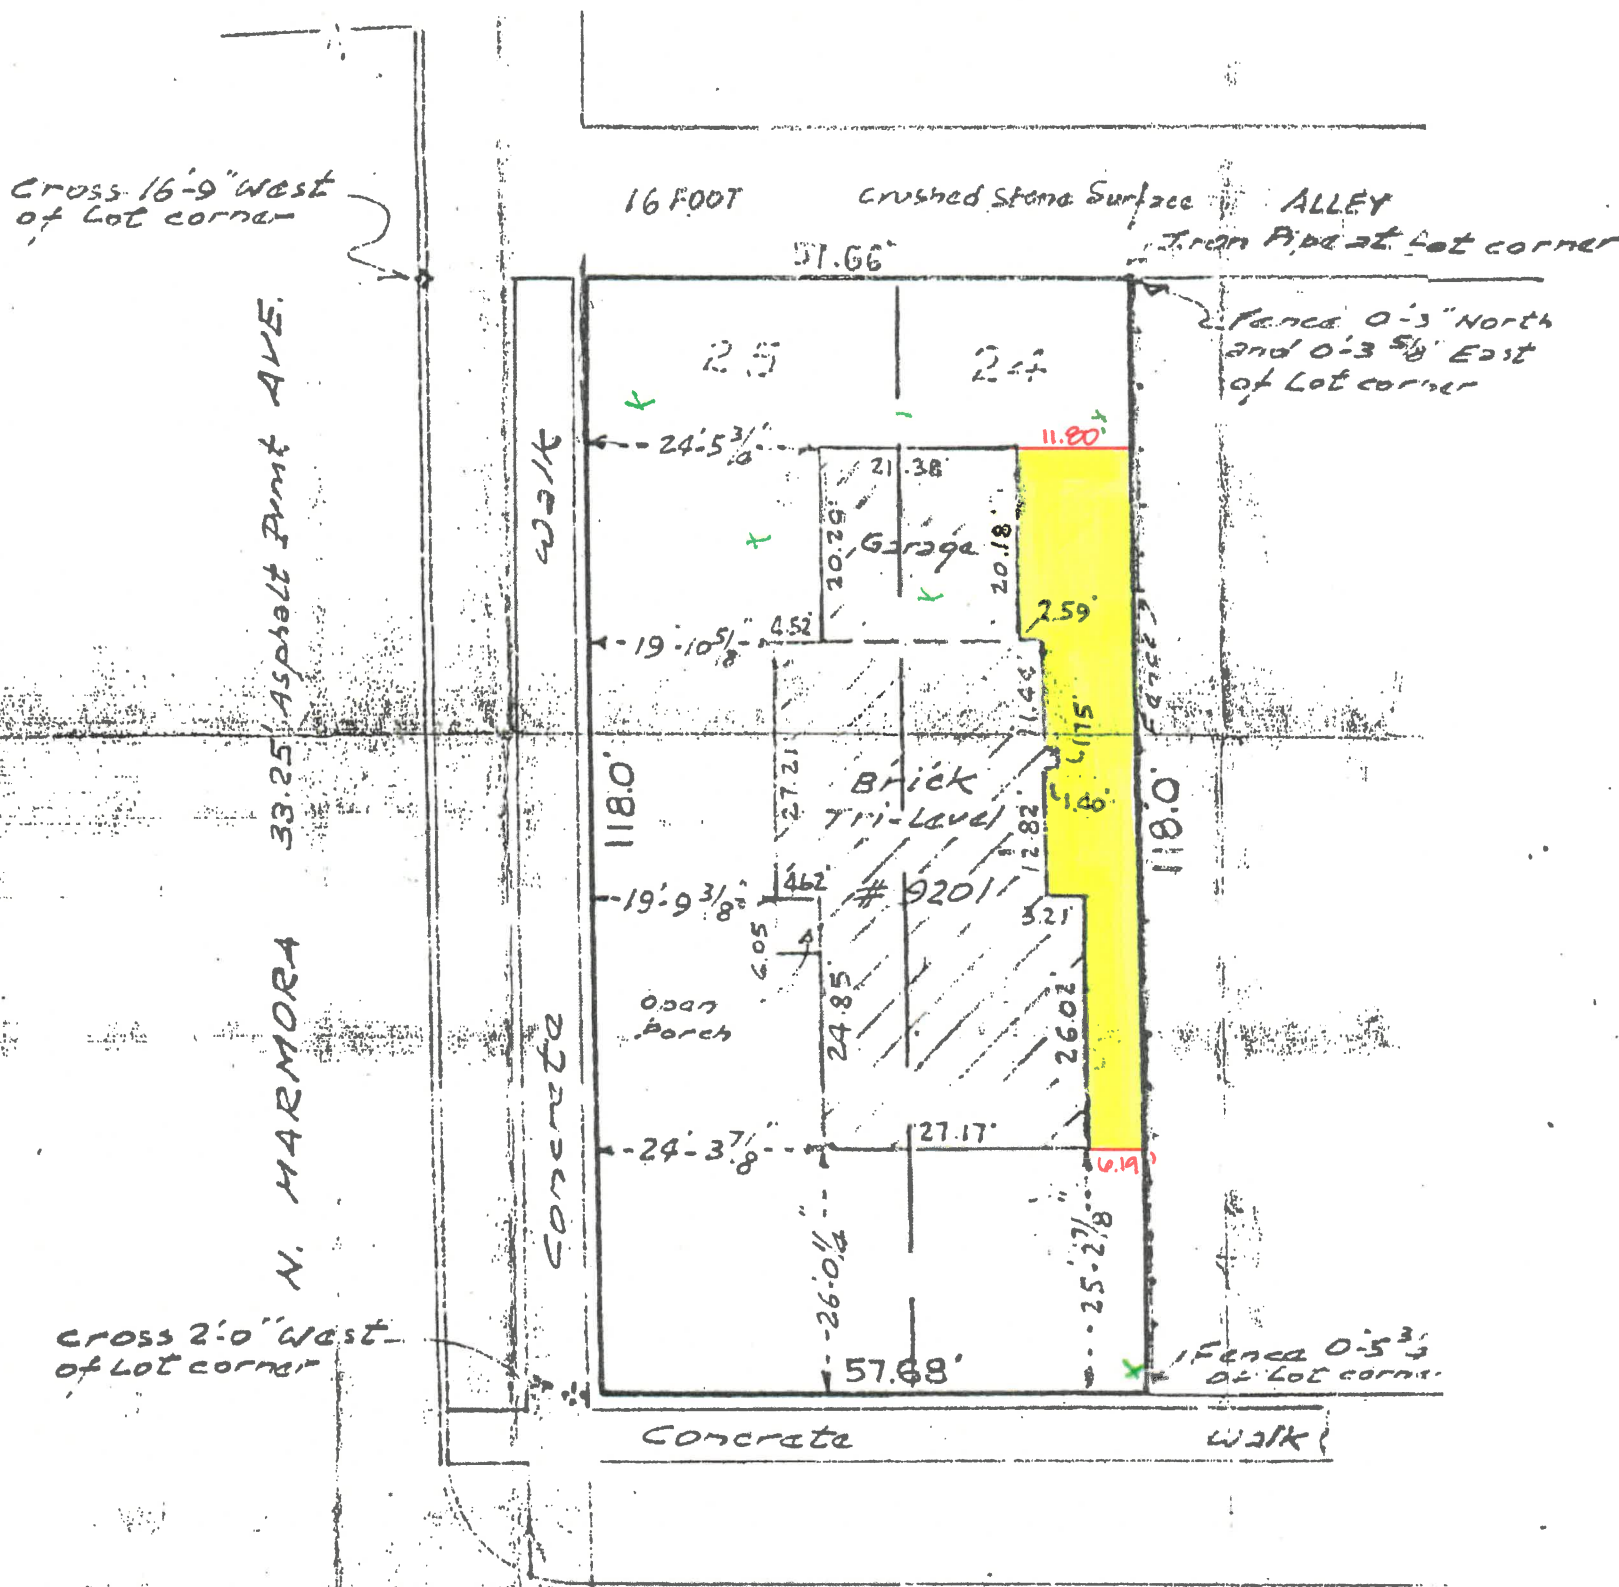 Cross 16'-9" West
of Lot corner
16 FOOT
Crushed Stone Surface
ALLEY
Iron Pipe at Lot corner
57.66'
Fence 0'-3" North
and 0'-3 5/8" East
of Lot corner
25
24
11.80'
24'-5 3/4"
21.38'
Walk
Garage
20.29'
20.18'
2.59'
19'-10 5/8"
4.52'
11.44'
1.75'
1.40'
Fence
33.25' Asphalt Pvmt AVE.
118.0'
27.21'
Brick
Tri-Level
# 9201
12.82'
118.0'
19'-9 3/8"
4.62'
3.21'
6.05
Open
Porch
24.85'
26.02'
N. MARMORA
Concrete
24'-3 7/8"
27.17'
6.19'
26'-0 1/4"
25'-2 7/8"
Cross 2'-0" West
of Lot corner
57.68'
Fence 0'-5 3/
of Lot corne
Concrete
Walk